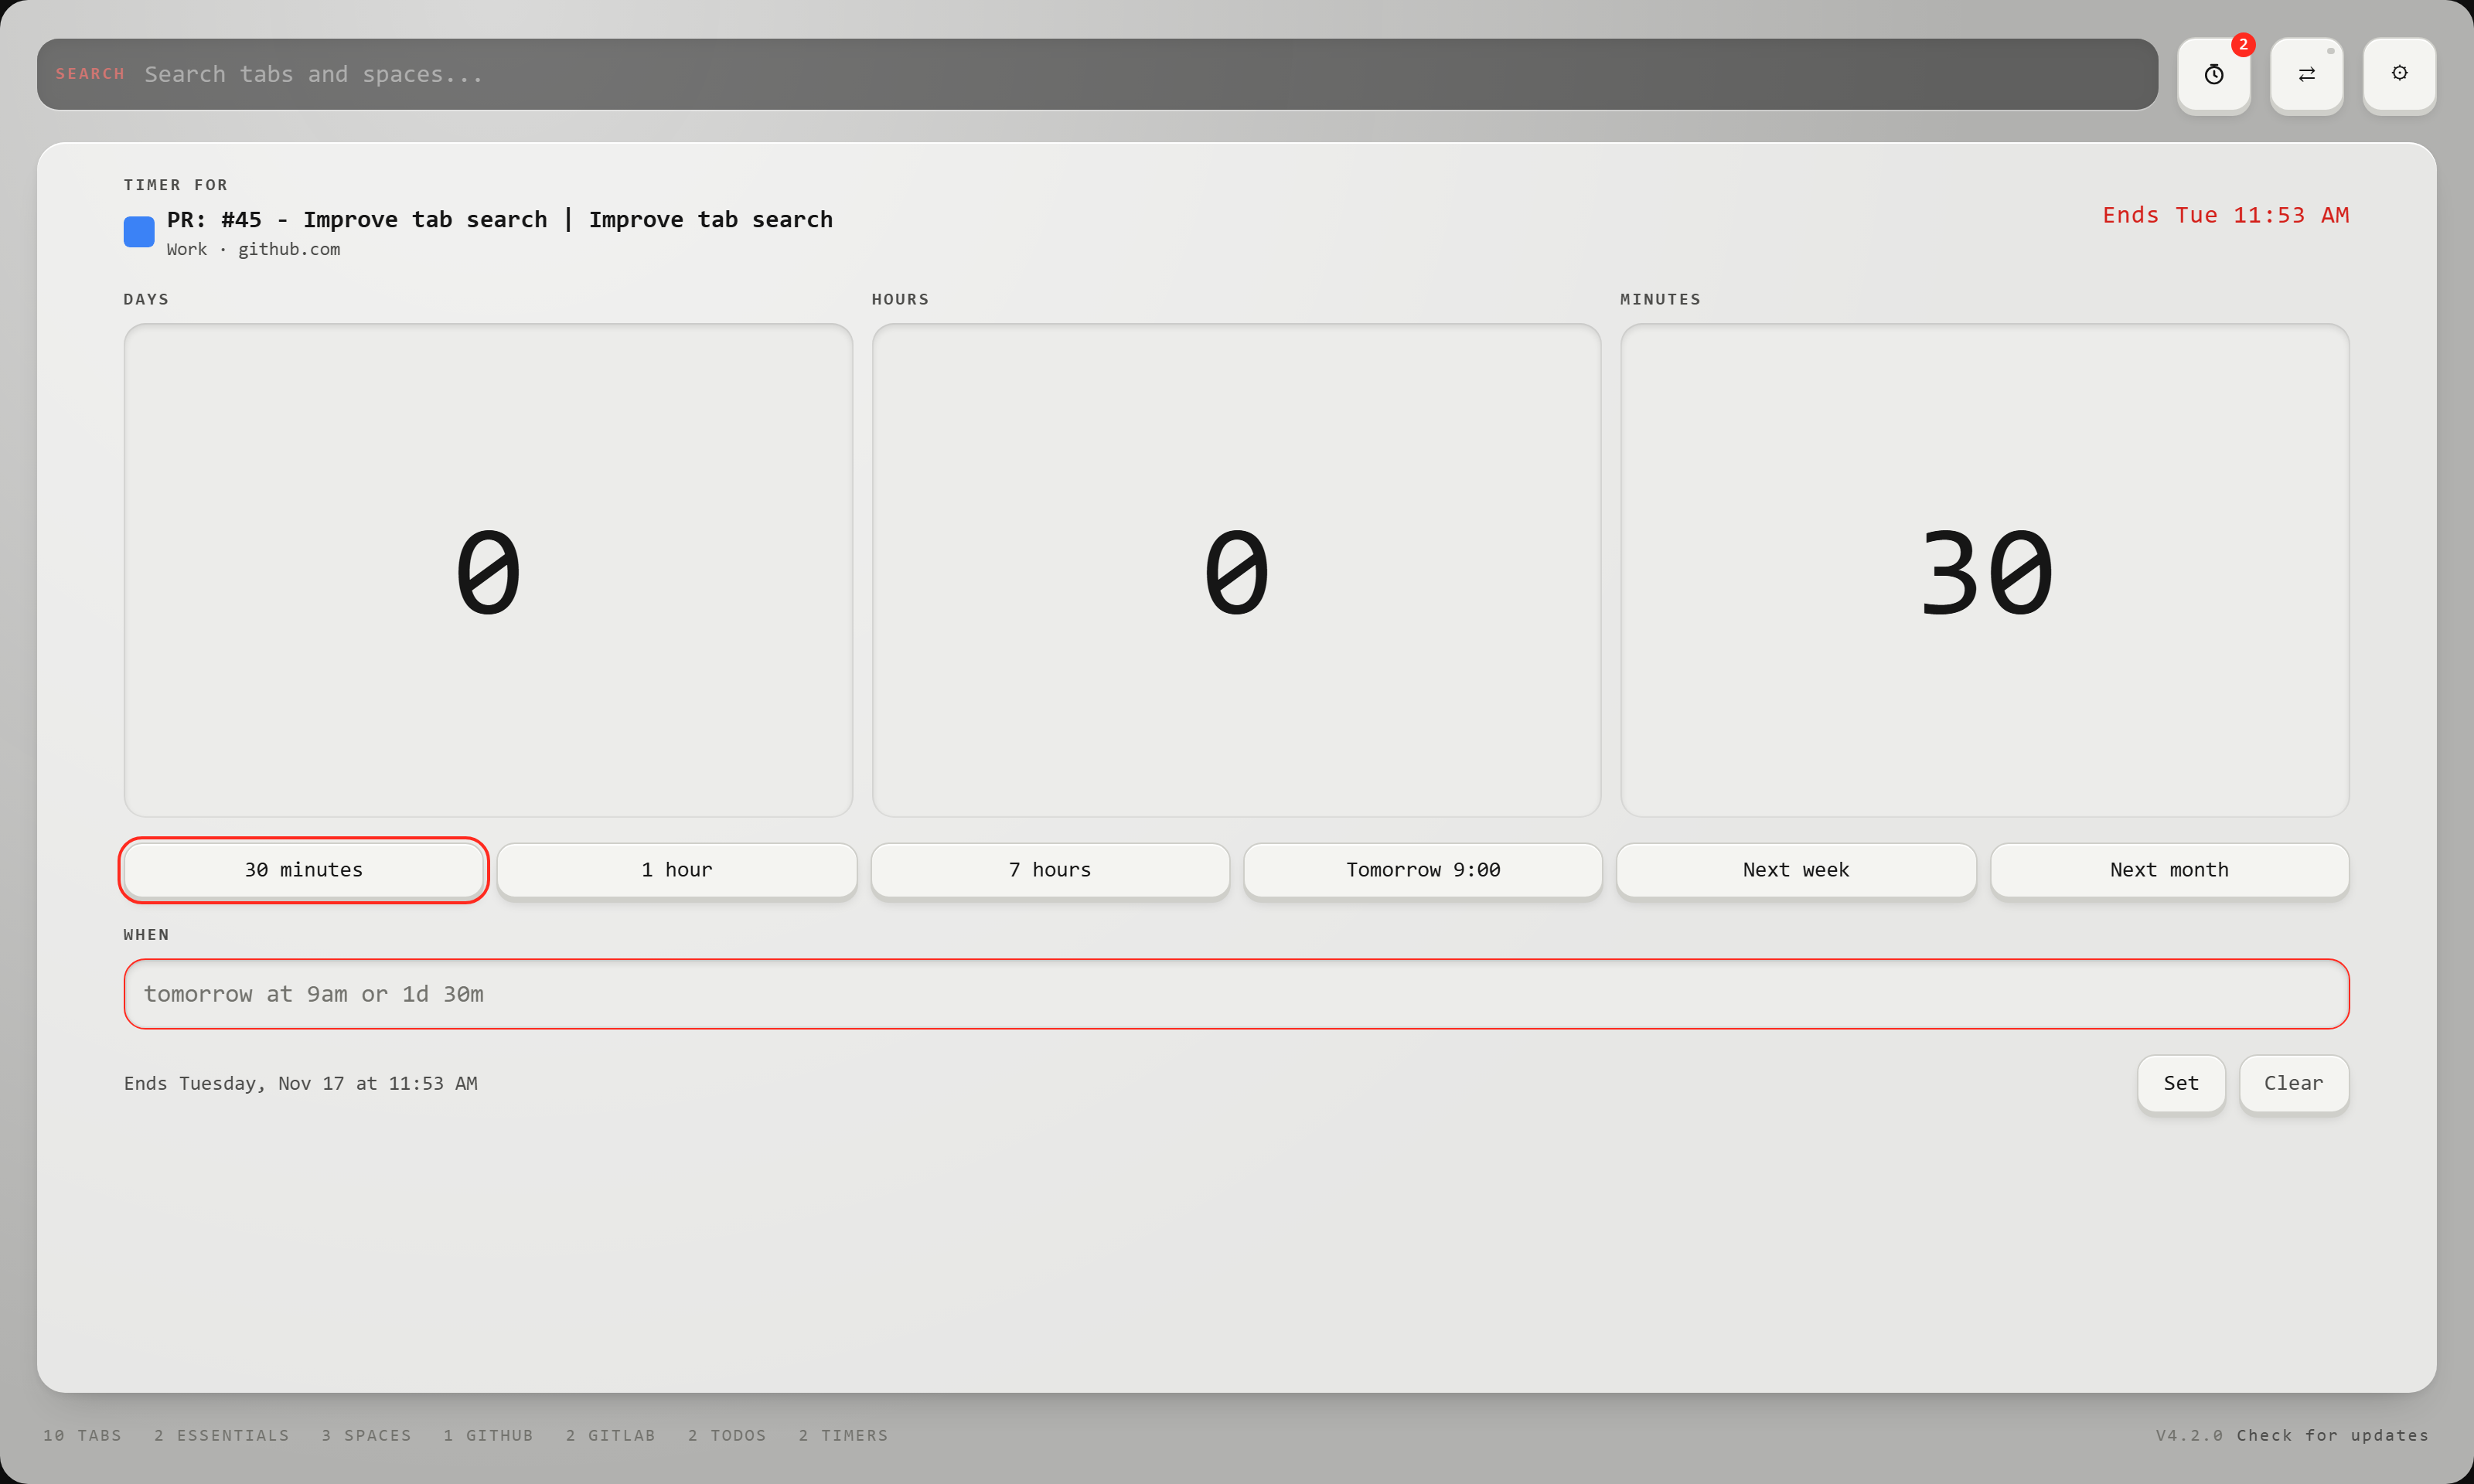 SEARCH Search tabs and spaces...
2
TIMER FOR
PR: #45 - Improve tab search | Improve tab search
Work · github.com
Ends Tue 11:53 AM
DAYS
HOURS
MINUTES
0
0
30
30 minutes
1 hour
7 hours
Tomorrow 9:00
Next week
Next month
WHEN
tomorrow at 9am or 1d 30m
Ends Tuesday, Nov 17 at 11:53 AM
Set
Clear
10 TABS 2 ESSENTIALS 3 SPACES 1 GITHUB 2 GITLAB 2 TODOS 2 TIMERS
V4.2.0 Check for updates